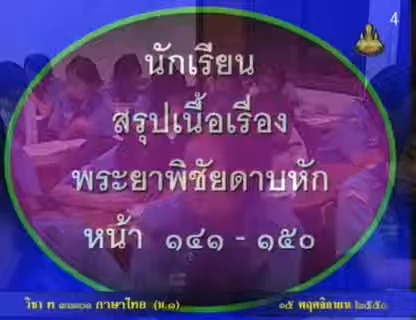 4
นักเรียน
สรุปเนื้อเรื่อง
พระยาพิชัยดาบหัก
หน้า ๑๔๑ - ๑๕๐
วิชา ท ๓๑๑๐๑ ภาษาไทย (ม.๑)
๑๕ พฤศจิกายน ๒๕๕๐